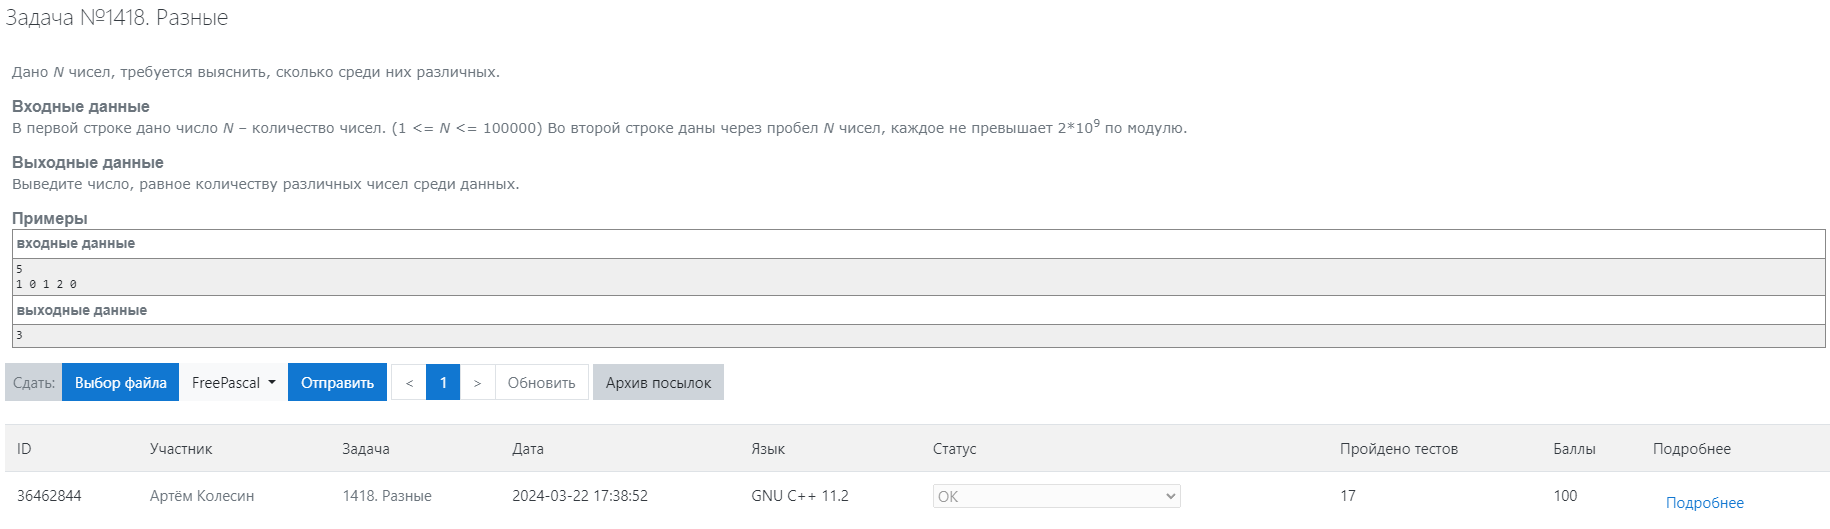 Задача №1418. Разные
Дано N чисел, требуется выяснить, сколько среди них различных.
Входные данные
В первой строке дано число N – количество чисел. (1 <= N <= 100000) Во второй строке даны через пробел N чисел, каждое не превышает 2*10⁹ по модулю.
Выходные данные
Выведите число, равное количеству различных чисел среди данных.
Примеры
входные данные
5
1 0 1 2 0
выходные данные
3
Сдать: Выбор файла FreePascal Отправить < 1 > Обновить Архив посылок
ID Участник Задача Дата Язык Статус Пройдено тестов Баллы Подробнее
36462844 Артём Колесин 1418. Разные 2024-03-22 17:38:52 GNU C++ 11.2 OK 17 100 Подробнее